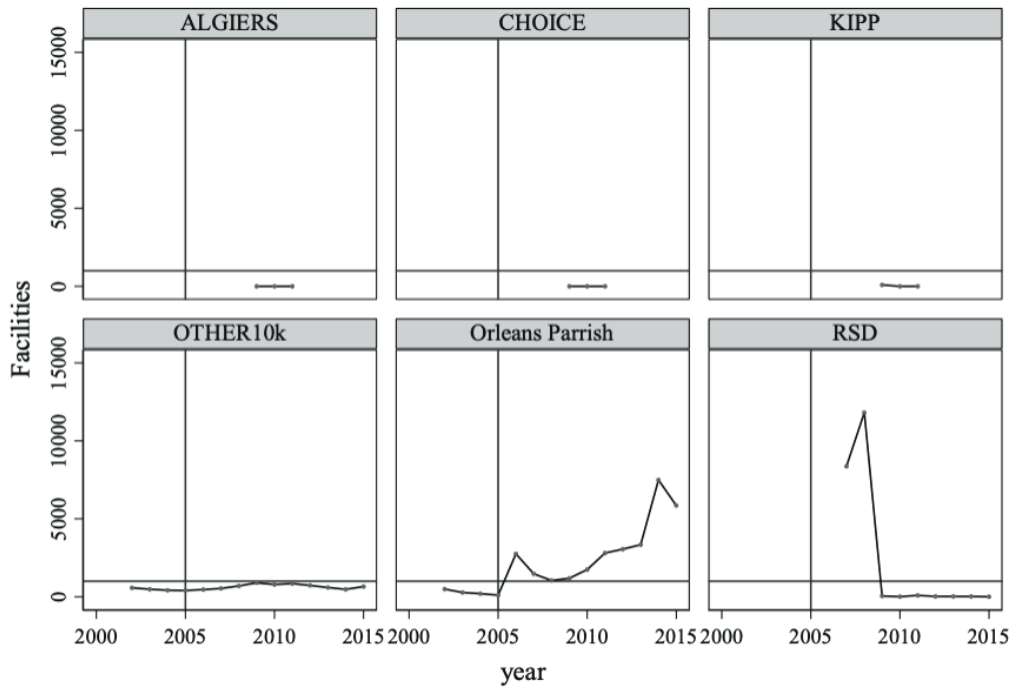 ALGIERS CHOICE KIPP
15000
10000
5000
0
Facilities
OTHER10k Orleans Parrish RSD
15000
10000
5000
0
2000 2005 2010 2015 2000 2005 2010 2015 2000 2005 2010 2015
year